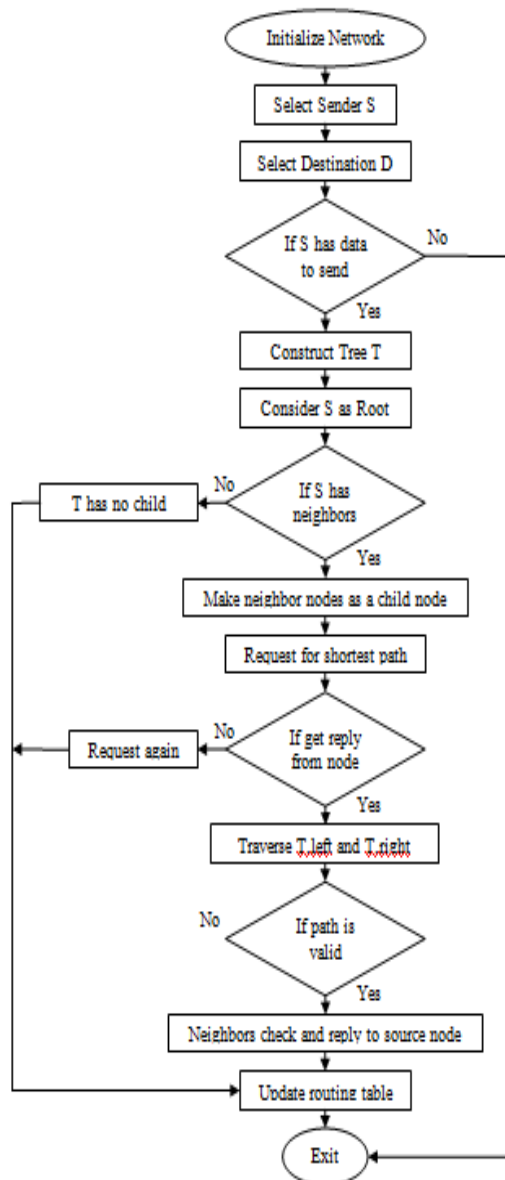 Initialize Network
Select Sender S
Select Destination D
If S has data
to send
No
Yes
Construct Tree T
Consider S as Root
If S has
neighbors
No
T has no child
Yes
Make neighbor nodes as a child node
Request for shortest path
If get reply
from node
No
Request again
Yes
Traverse T.left and T.right
If path is
valid
No
Yes
Neighbors check and reply to source node
Update routing table
Exit